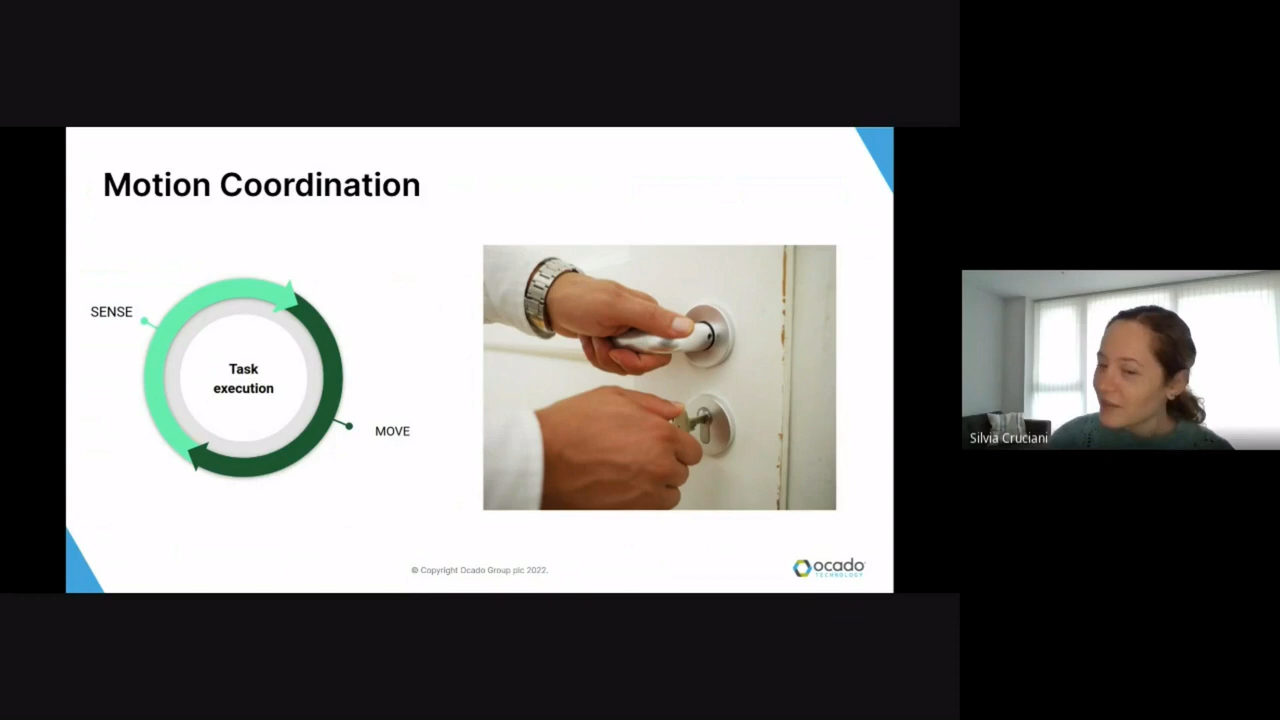 Motion Coordination
SENSE
Task
execution
MOVE
© Copyright Ocado Group plc 2022.
ocado
TECHNOLOGY
Silvia Cruciani